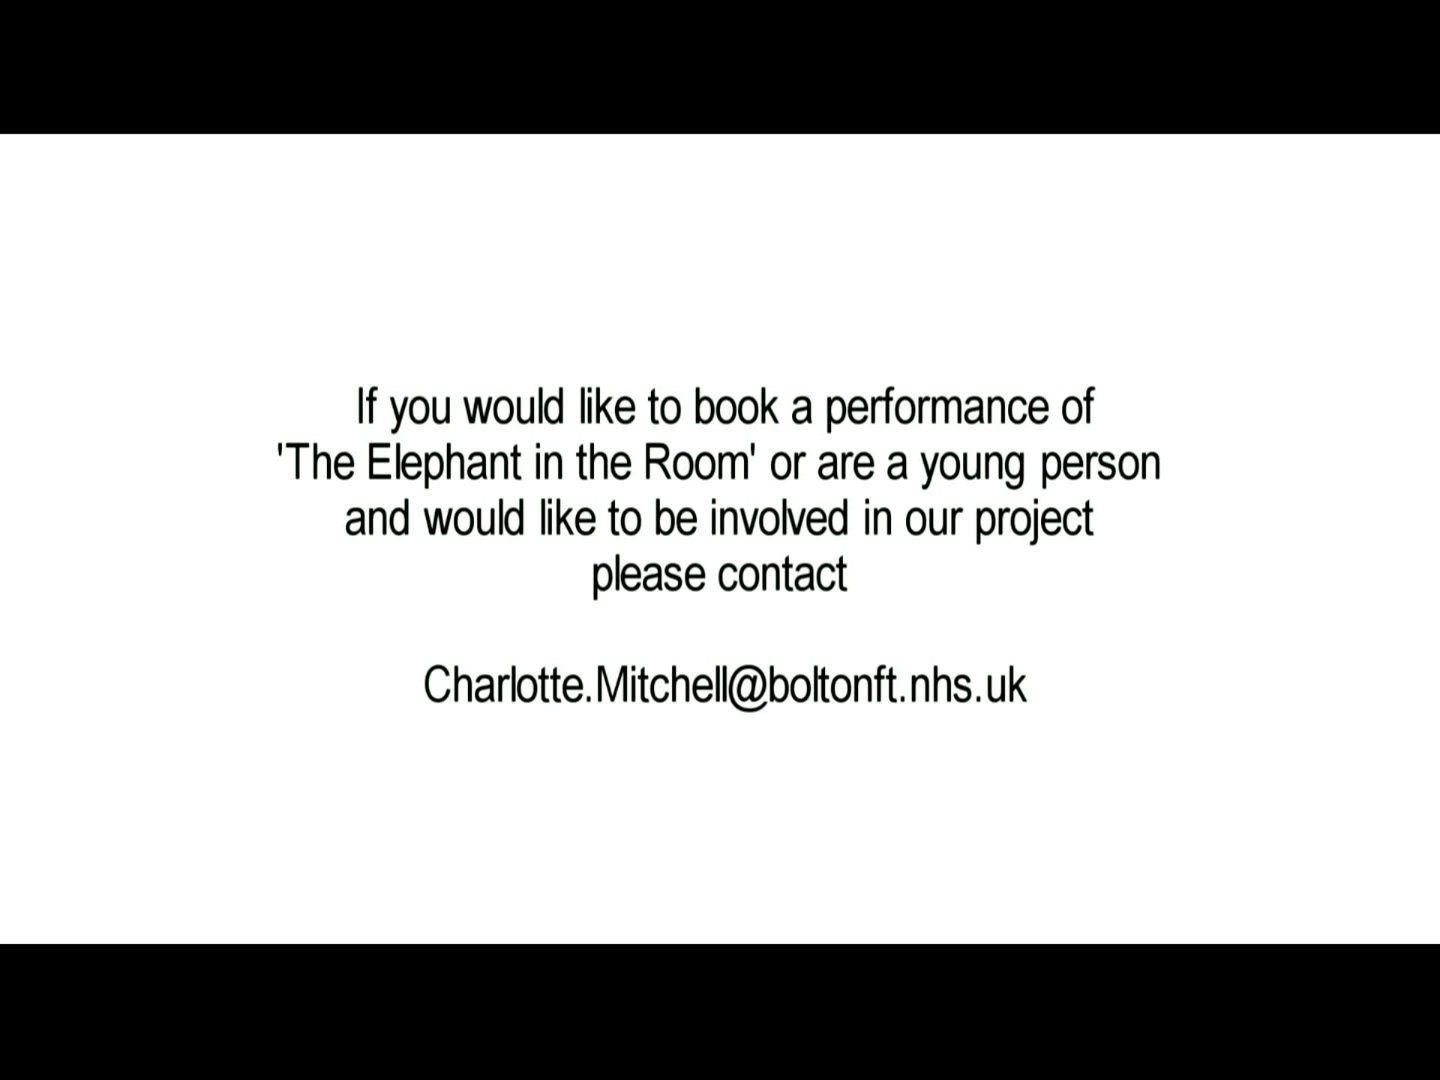 If you would like to book a performance of
'The Elephant in the Room' or are a young person
and would like to be involved in our project
please contact
Charlotte.Mitchell@boltonft.nhs.uk